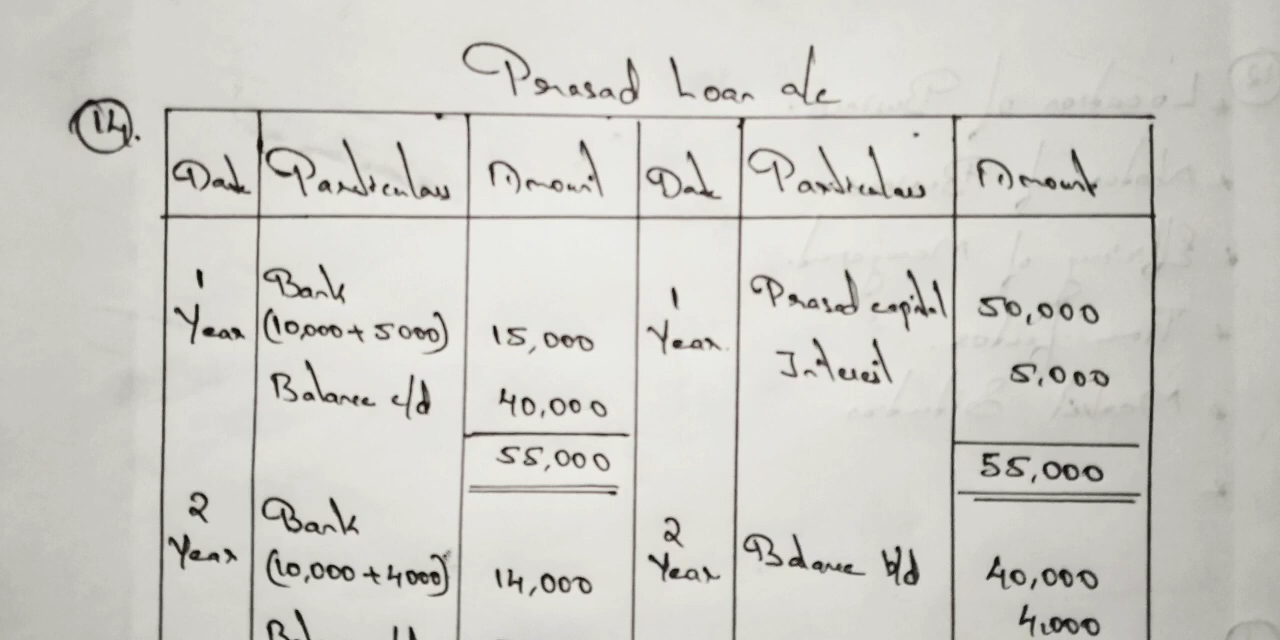 Prasad Loan a/c
14.
Date Particulars Amount Date Particulars Amount
1 Year Bank (10,000 + 5000) 15,000 1 Year. Prasad capital 50,000
Balance c/d 40,000 Interest 5,000
55,000 55,000
2 Year Bank (10,000 + 4000) 14,000 2 Year Balance b/d 40,000
4,000